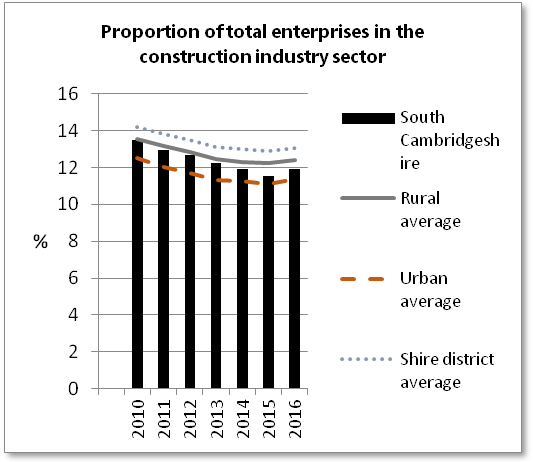 Proportion of total enterprises in the
construction industry sector
16
14
12
10
8
6
4
2
0
%
2010
2011
2012
2013
2014
2015
2016
South
Cambridgesh
ire
Rural
average
Urban
average
Shire district
average